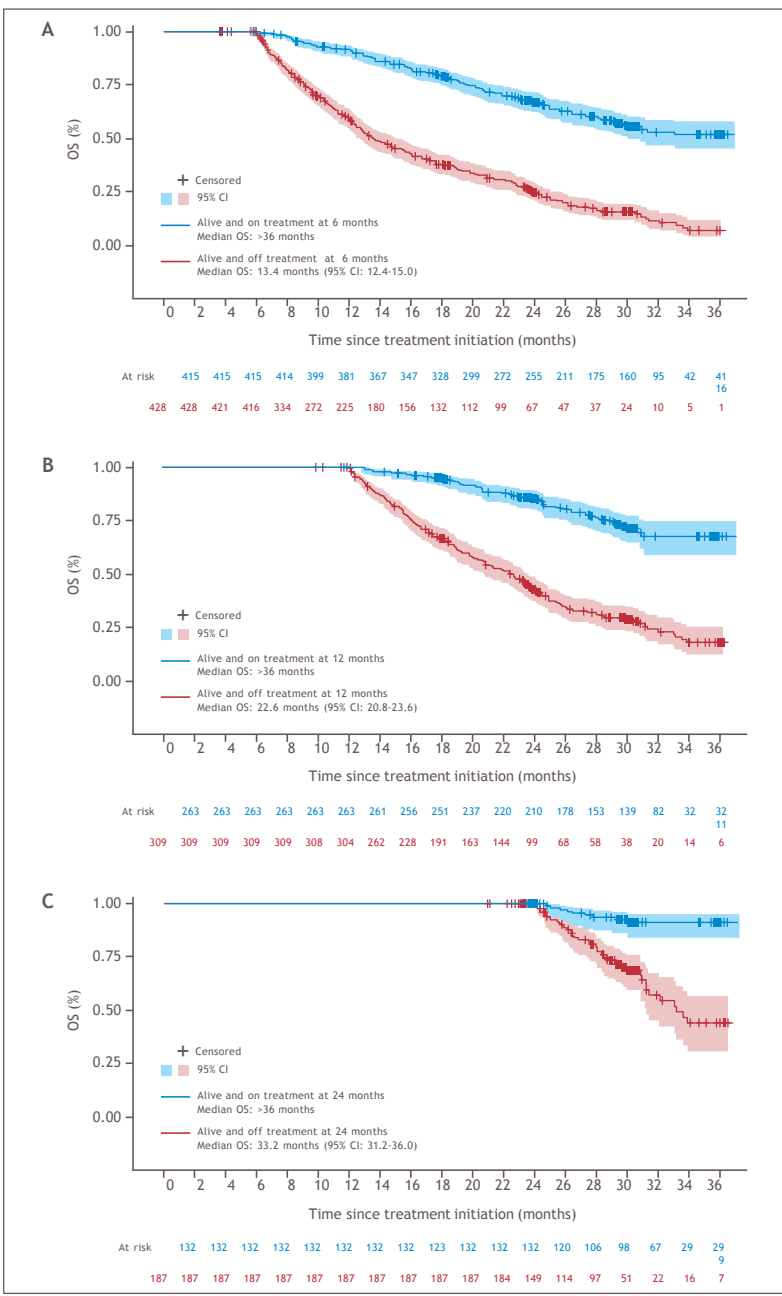 A
1.00
0.75
0.50
0.25
0.00
OS (%)
Censored
95% CI
Alive and on treatment at 6 months
Median OS: >36 months
Alive and off treatment at 6 months
Median OS: 13.4 months (95% CI: 12.4-15.0)
0 2 4 6 8 10 12 14 16 18 20 22 24 26 28 30 32 34 36
Time since treatment initiation (months)
At risk 415 415 415 414 399 381 367 347 328 299 272 255 211 175 160 95 42 41
16
428 428 421 416 334 272 225 180 156 132 112 99 67 47 37 24 10 5 1
B
1.00
0.75
0.50
0.25
0.00
OS (%)
Censored
95% CI
Alive and on treatment at 12 months
Median OS: >36 months
Alive and off treatment at 12 months
Median OS: 22.6 months (95% CI: 20.8-23.6)
0 2 4 6 8 10 12 14 16 18 20 22 24 26 28 30 32 34 36
Time since treatment initiation (months)
At risk 263 263 263 263 263 263 261 256 251 237 220 210 178 153 139 82 32 32
11
309 309 309 309 309 308 304 262 228 191 163 144 99 68 58 38 20 14 6
C
1.00
0.75
0.50
0.25
0.00
OS (%)
Censored
95% CI
Alive and on treatment at 24 months
Median OS: >36 months
Alive and off treatment at 24 months
Median OS: 33.2 months (95% CI: 31.2-36.0)
0 2 4 6 8 10 12 14 16 18 20 22 24 26 28 30 32 34 36
Time since treatment initiation (months)
At risk 132 132 132 132 132 132 132 132 123 132 132 132 120 106 98 67 29 29
9
187 187 187 187 187 187 187 187 187 187 187 184 149 114 97 51 22 16 7